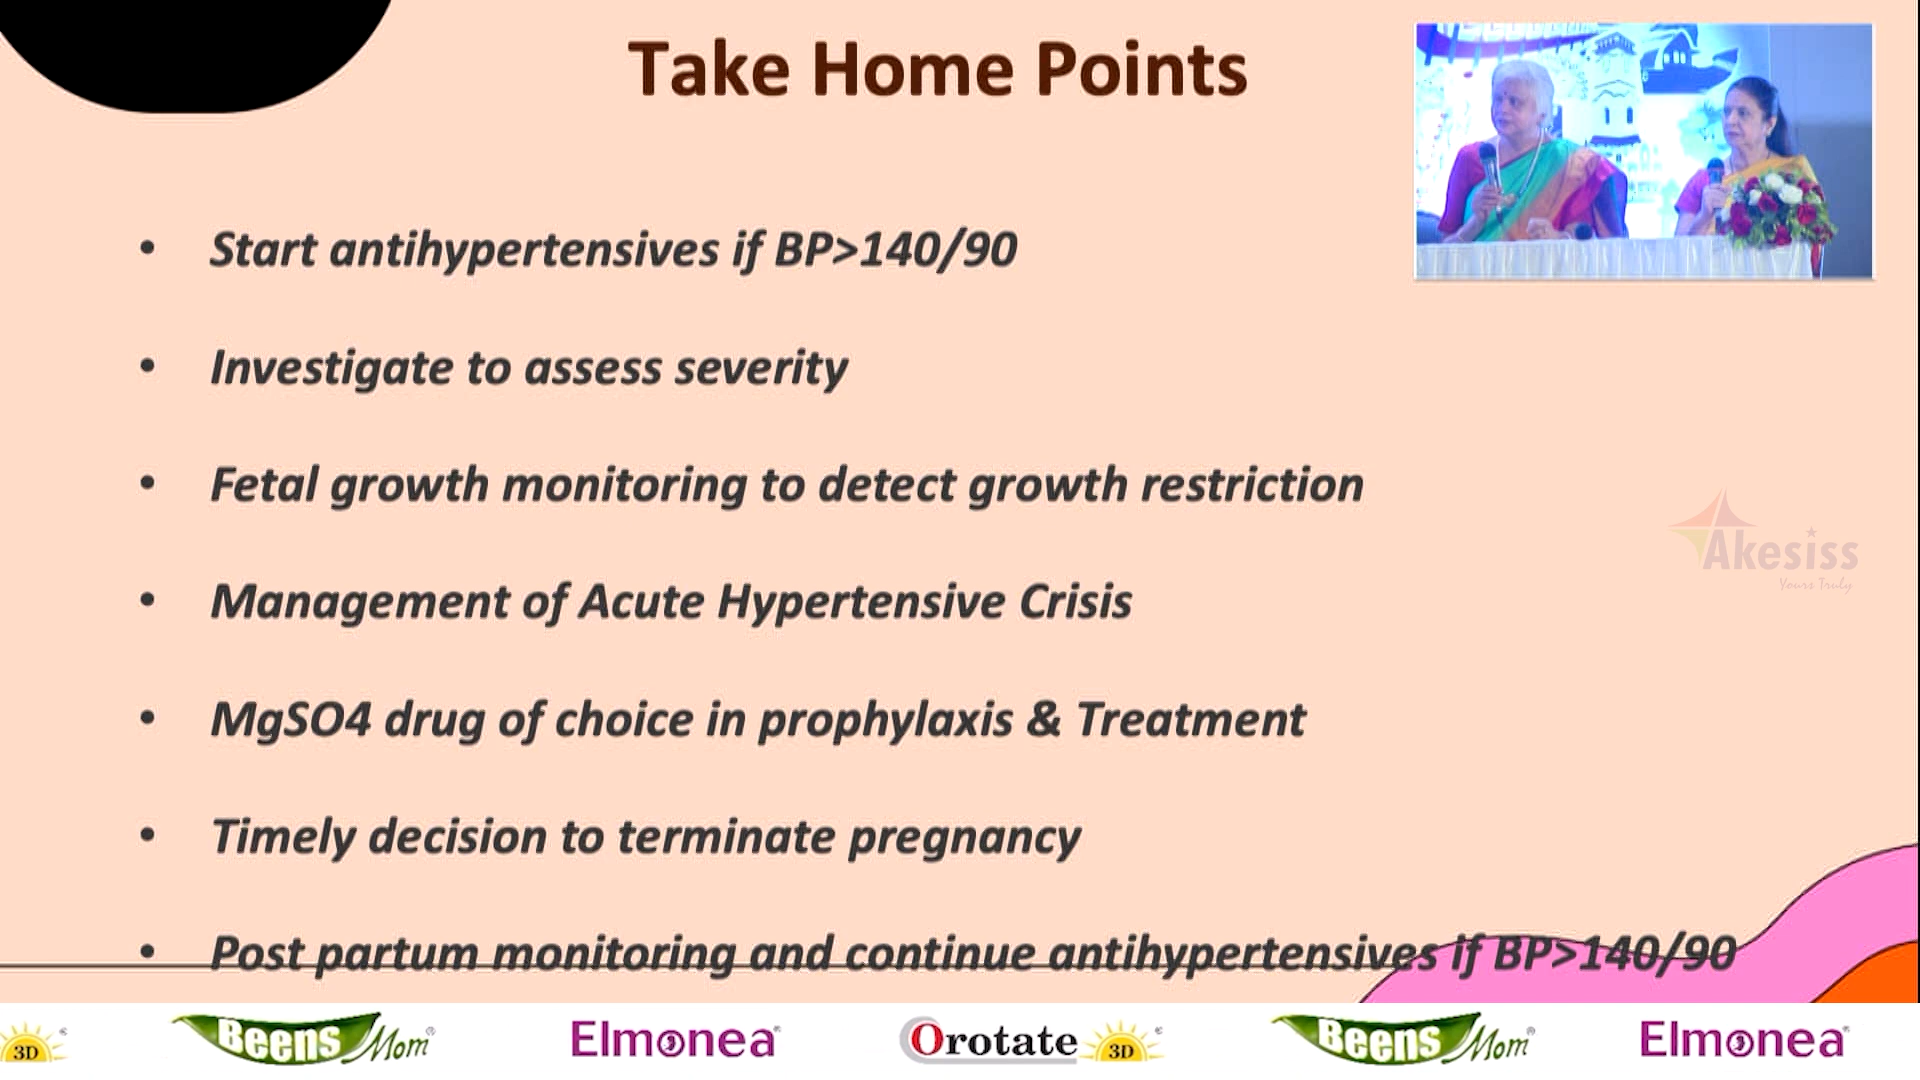 Take Home Points
• Start antihypertensives if BP>140/90
• Investigate to assess severity
• Fetal growth monitoring to detect growth restriction
• Management of Acute Hypertensive Crisis
• MgSO4 drug of choice in prophylaxis & Treatment
• Timely decision to terminate pregnancy
• Post partum monitoring and continue antihypertensives if BP>140/90
Akesiss
Yours Truly
3D Beens Mom® Elmonea® Orotate 3D Beens Mom® Elmonea®